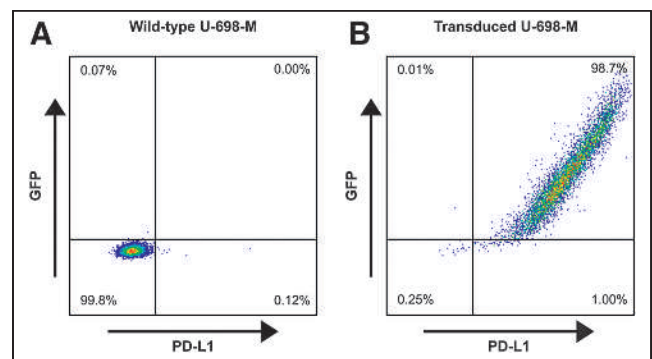 A
Wild-type U-698-M
0.07%
0.00%
GFP
99.8%
0.12%
PD-L1
B
Transduced U-698-M
0.01%
98.7%
GFP
0.25%
1.00%
PD-L1